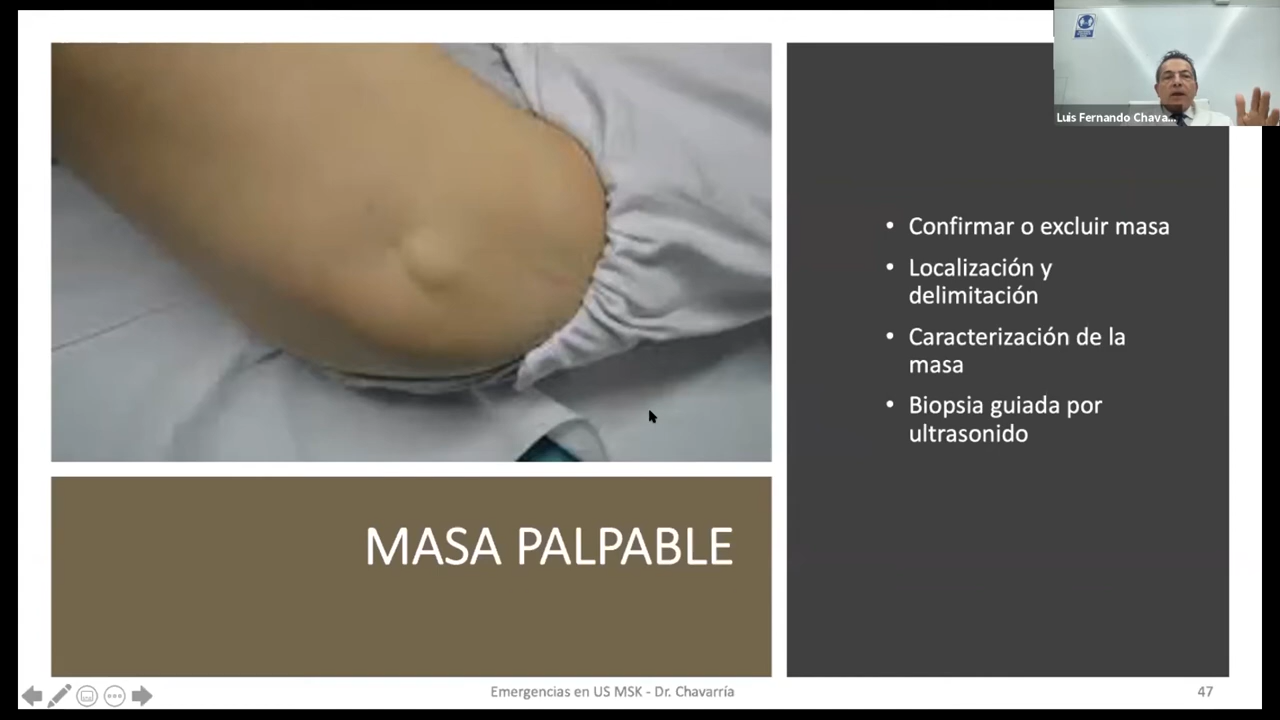 Luis Fernando Chava...
• Confirmar o excluir masa
• Localización y
delimitación
• Caracterización de la
masa
• Biopsia guiada por
ultrasonido
MASA PALPABLE
Emergencias en US MSK - Dr. Chavarría
47